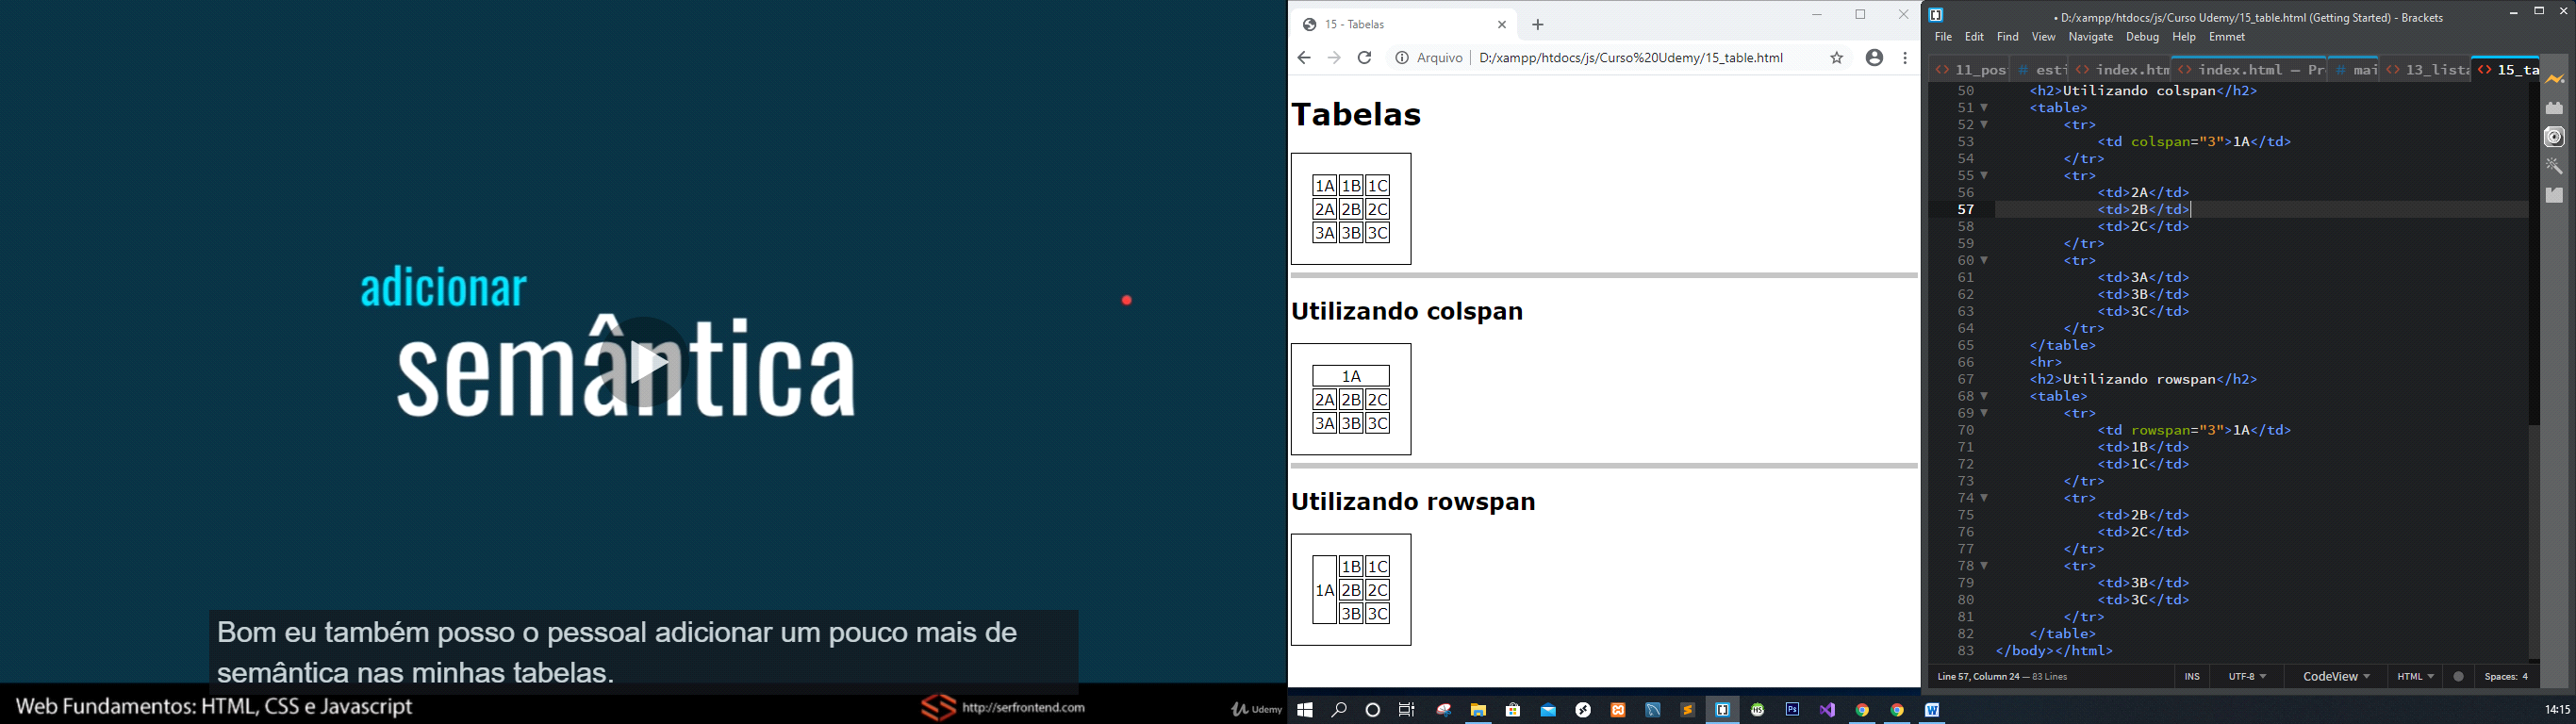 adicionar
semântica
Bom eu também posso o pessoal adicionar um pouco mais de
semântica nas minhas tabelas.
Web Fundamentos: HTML, CSS e Javascript
http://serfrontend.com
Udemy
15 - Tabelas
Arquivo
D:/xampp/htdocs/js/Curso%20Udemy/15_table.html
Tabelas
1A 1B 1C
2A 2B 2C
3A 3B 3C
Utilizando colspan
1A
2A 2B 2C
3A 3B 3C
Utilizando rowspan
1A 1B 1C
2B 2C
3B 3C
• D:/xampp/htdocs/js/Curso Udemy/15_table.html (Getting Started) - Brackets
File Edit Find View Navigate Debug Help Emmet
11_pos esti index.htm index.html — Pr mai 13_lista 15_ta
50 <h2>Utilizando colspan</h2>
51 <table>
52 <tr>
53 <td colspan="3">1A</td>
54 </tr>
55 <tr>
56 <td>2A</td>
57 <td>2B</td>
58 <td>2C</td>
59 </tr>
60 <tr>
61 <td>3A</td>
62 <td>3B</td>
63 <td>3C</td>
64 </tr>
65 </table>
66 <hr>
67 <h2>Utilizando rowspan</h2>
68 <table>
69 <tr>
70 <td rowspan="3">1A</td>
71 <td>1B</td>
72 <td>1C</td>
73 </tr>
74 <tr>
75 <td>2B</td>
76 <td>2C</td>
77 </tr>
78 <tr>
79 <td>3B</td>
80 <td>3C</td>
81 </tr>
82 </table>
83 </body></html>
Line 57, Column 24 — 83 Lines
INS UTF-8 CodeView HTML Spaces: 4
14:15